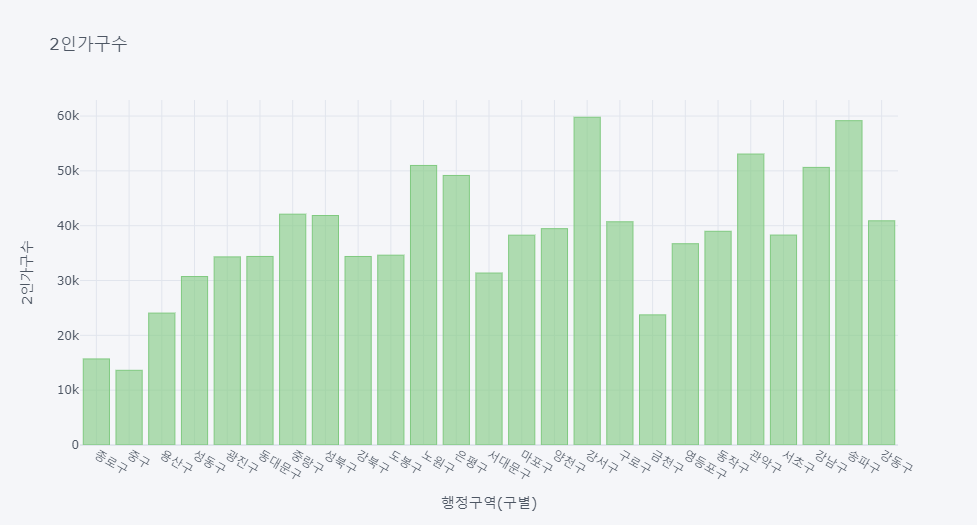 2인가구수
60k
50k
40k
30k
20k
10k
0
2인가구수
종로구
중구
용산구
성동구
광진구
동대문구
중랑구
성북구
강북구
도봉구
노원구
은평구
서대문구
마포구
양천구
강서구
구로구
금천구
영등포구
동작구
관악구
서초구
강남구
송파구
강동구
행정구역(구별)